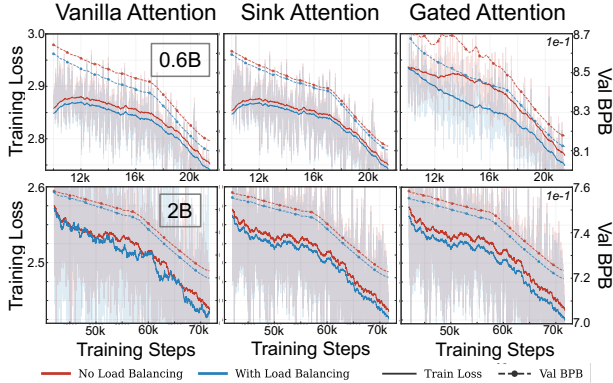 Vanilla Attention Sink Attention Gated Attention
3.0 0.6B 1e-1 8.7
2.9 8.5
2.8 8.3
8.1
Training Loss Val BPB
12k 16k 20k 12k 16k 20k 12k 16k 20k
2.6 2B 1e-1 7.6
7.4
2.5 7.2
7.0
Training Loss Val BPB
50k 60k 70k 50k 60k 70k 50k 60k 70k
Training Steps Training Steps Training Steps
No Load Balancing With Load Balancing Train Loss Val BPB